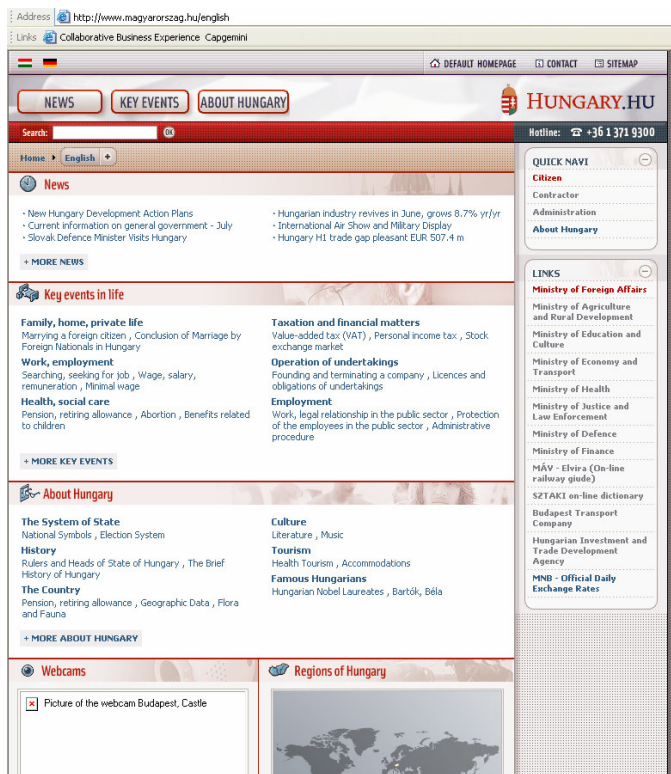 Address http://www.magyarorszag.hu/english
Links Collaborative Business Experience Capgemini
DEFAULT HOMEPAGE CONTACT SITEMAP
NEWS KEY EVENTS ABOUT HUNGARY HUNGARY.HU
Search: OK Hotline: +36 1 371 9300
Home English +
News
· New Hungary Development Action Plans
· Current information on general government - July
· Slovak Defence Minister Visits Hungary
· Hungarian industry revives in June, grows 8.7% yr/yr
· International Air Show and Military Display
· Hungary H1 trade gap pleasant EUR 507.4 m
+ MORE NEWS
Key events in life
Family, home, private life
Marrying a foreign citizen , Conclusion of Marriage by
Foreign Nationals in Hungary
Work, employment
Searching, seeking for job , Wage, salary,
remuneration , Minimal wage
Health, social care
Pension, retiring allowance , Abortion , Benefits related
to children
Taxation and financial matters
Value-added tax (VAT) , Personal income tax , Stock
exchange market
Operation of undertakings
Founding and terminating a company , Licences and
obligations of undertakings
Employment
Work, legal relationship in the public sector , Protection
of the employees in the public sector , Administrative
procedure
+ MORE KEY EVENTS
About Hungary
The System of State
National Symbols , Election System
History
Rulers and Heads of State of Hungary , The Brief
History of Hungary
The Country
Pension, retiring allowance , Geographic Data , Flora
and Fauna
Culture
Literature , Music
Tourism
Health Tourism , Accommodations
Famous Hungarians
Hungarian Nobel Laureates , Bartók, Béla
+ MORE ABOUT HUNGARY
Webcams
Picture of the webcam Budapest, Castle
Regions of Hungary
QUICK NAVI
Citizen
Contractor
Administration
About Hungary
LINKS
Ministry of Foreign Affairs
Ministry of Agriculture
and Rural Development
Ministry of Education and
Culture
Ministry of Economy and
Transport
Ministry of Health
Ministry of Justice and
Law Enforcement
Ministry of Defence
Ministry of Finance
MÁV - Elvira (On-line
railway giude)
SZTAKI on-line dictionary
Budapest Transport
Company
Hungarian Investment and
Trade Development
Agency
MNB - Official Daily
Exchange Rates